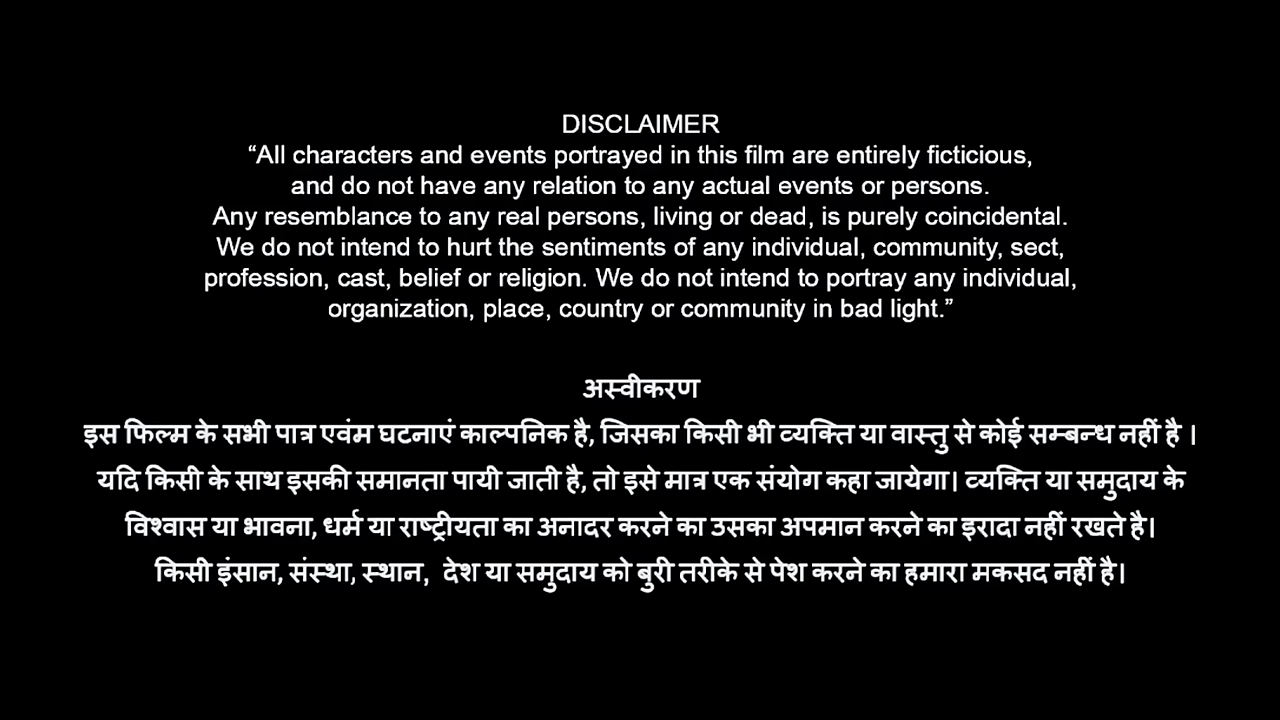 DISCLAIMER
“All characters and events portrayed in this film are entirely ficticious,
and do not have any relation to any actual events or persons.
Any resemblance to any real persons, living or dead, is purely coincidental.
We do not intend to hurt the sentiments of any individual, community, sect,
profession, cast, belief or religion. We do not intend to portray any individual,
organization, place, country or community in bad light.”
अस्वीकरण
इस फिल्म के सभी पात्र एवंम घटनाएं काल्पनिक है, जिसका किसी भी व्यक्ति या वास्तु से कोई सम्बन्ध नहीं है ।
यदि किसी के साथ इसकी समानता पायी जाती है, तो इसे मात्र एक संयोग कहा जायेगा। व्यक्ति या समुदाय के
विश्वास या भावना, धर्म या राष्ट्रीयता का अनादर करने का उसका अपमान करने का इरादा नहीं रखते है।
किसी इंसान, संस्था, स्थान, देश या समुदाय को बुरी तरीके से पेश करने का हमारा मकसद नहीं है।